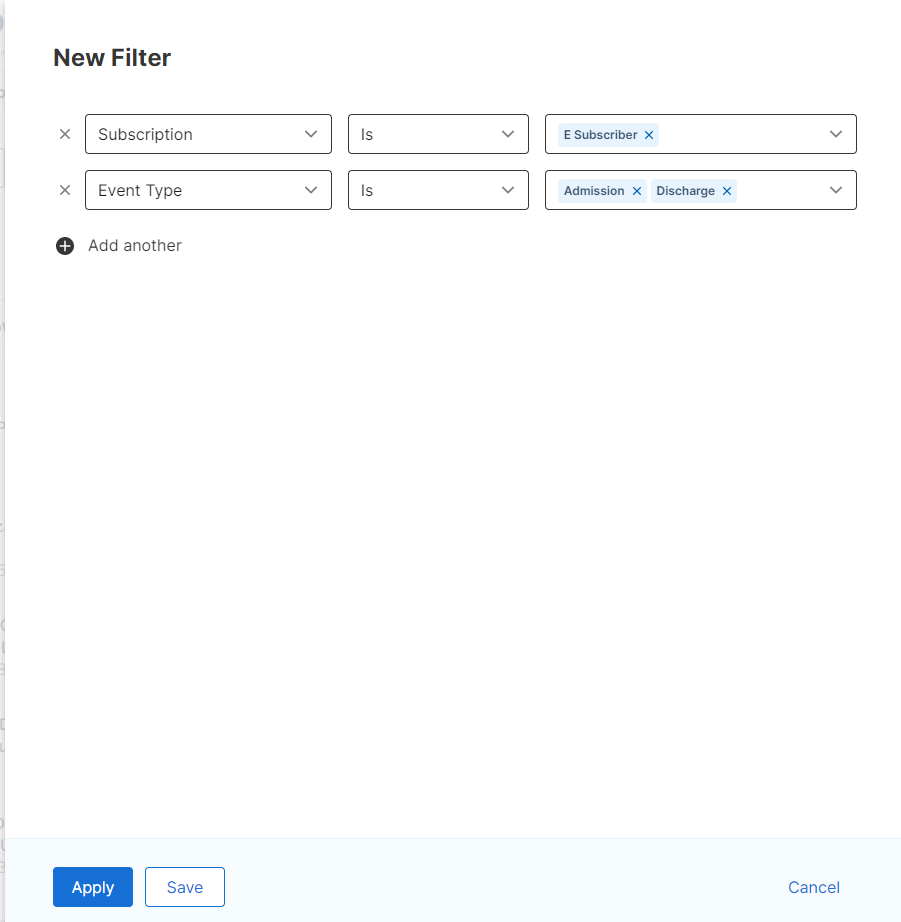 New Filter
Subscription Is E Subscriber
Event Type Is Admission Discharge
Add another
Apply Save Cancel